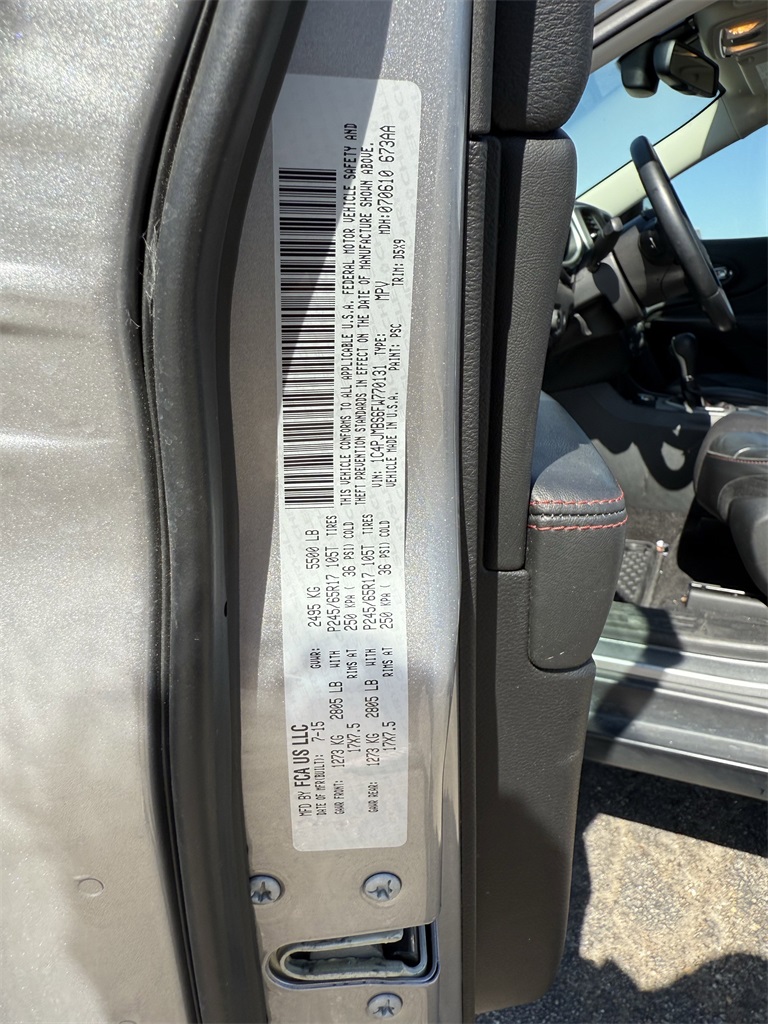 MFD BY FCA US LLC
DATE OF MFR(BUILT): 7-15 GVWR: 2495 KG 5500 LB
GAWR FRONT: 1273 KG 2805 LB WITH P245/65R17 105T TIRES
17X7.5 RIMS AT 250 KPA ( 36 PSI) COLD
GAWR REAR: 1273 KG 2805 LB WITH P245/65R17 105T TIRES
17X7.5 RIMS AT 250 KPA ( 36 PSI) COLD
THIS VEHICLE CONFORMS TO ALL APPLICABLE U.S.A. FEDERAL MOTOR VEHICLE SAFETY AND
THEFT PREVENTION STANDARDS IN EFFECT ON THE DATE OF MANUFACTURE SHOWN ABOVE.
VIN: 1C4PJMBS6FW770131 TYPE: MPV MDH:070610 673AA
VEHICLE MADE IN U.S.A. PAINT: PSC TRIM: D5X9